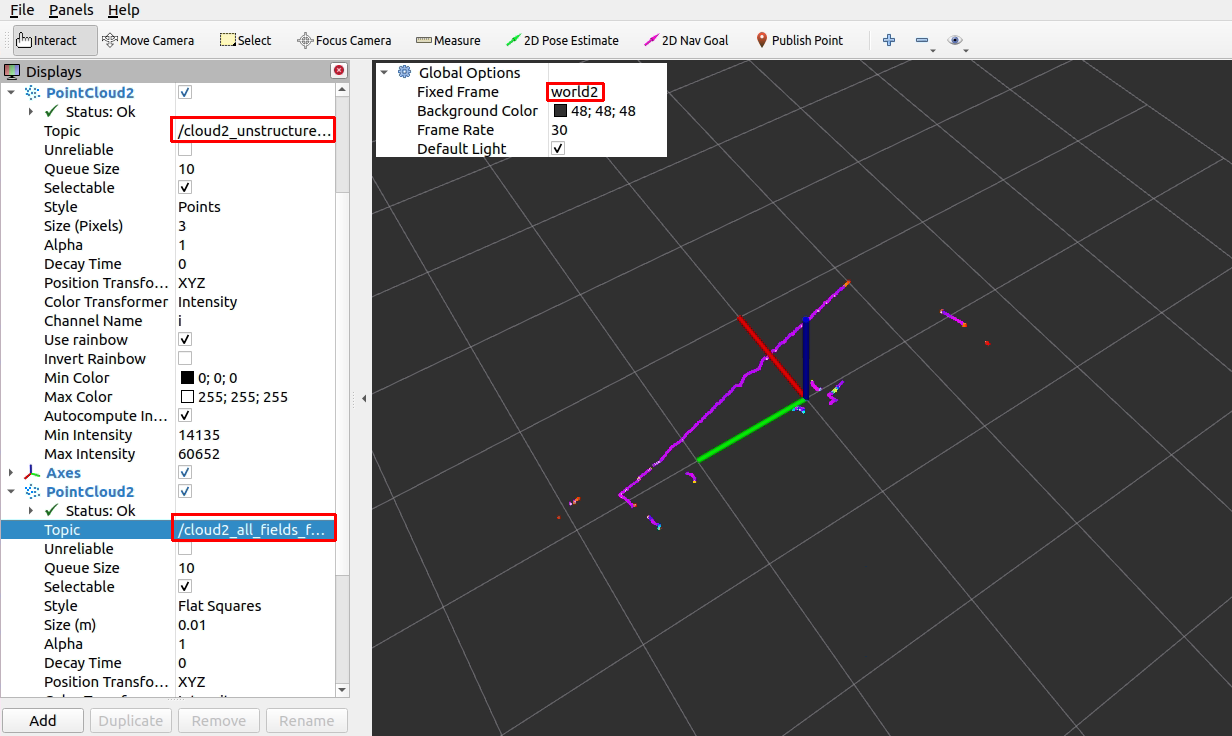 File Panels Help
Interact Move Camera Select Focus Camera Measure 2D Pose Estimate 2D Nav Goal Publish Point
Displays
PointCloud2
Status: Ok
Topic /cloud2_unstructure...
Unreliable
Queue Size 10
Selectable
Style Points
Size (Pixels) 3
Alpha 1
Decay Time 0
Position Transfo... XYZ
Color Transformer Intensity
Channel Name i
Use rainbow
Invert Rainbow
Min Color 0; 0; 0
Max Color 255; 255; 255
Autocompute In...
Min Intensity 14135
Max Intensity 60652
Axes
PointCloud2
Status: Ok
Topic /cloud2_all_fields_f...
Unreliable
Queue Size 10
Selectable
Style Flat Squares
Size (m) 0.01
Alpha 1
Decay Time 0
Position Transfo... XYZ
Add Duplicate Remove Rename
Global Options
Fixed Frame world2
Background Color 48; 48; 48
Frame Rate 30
Default Light